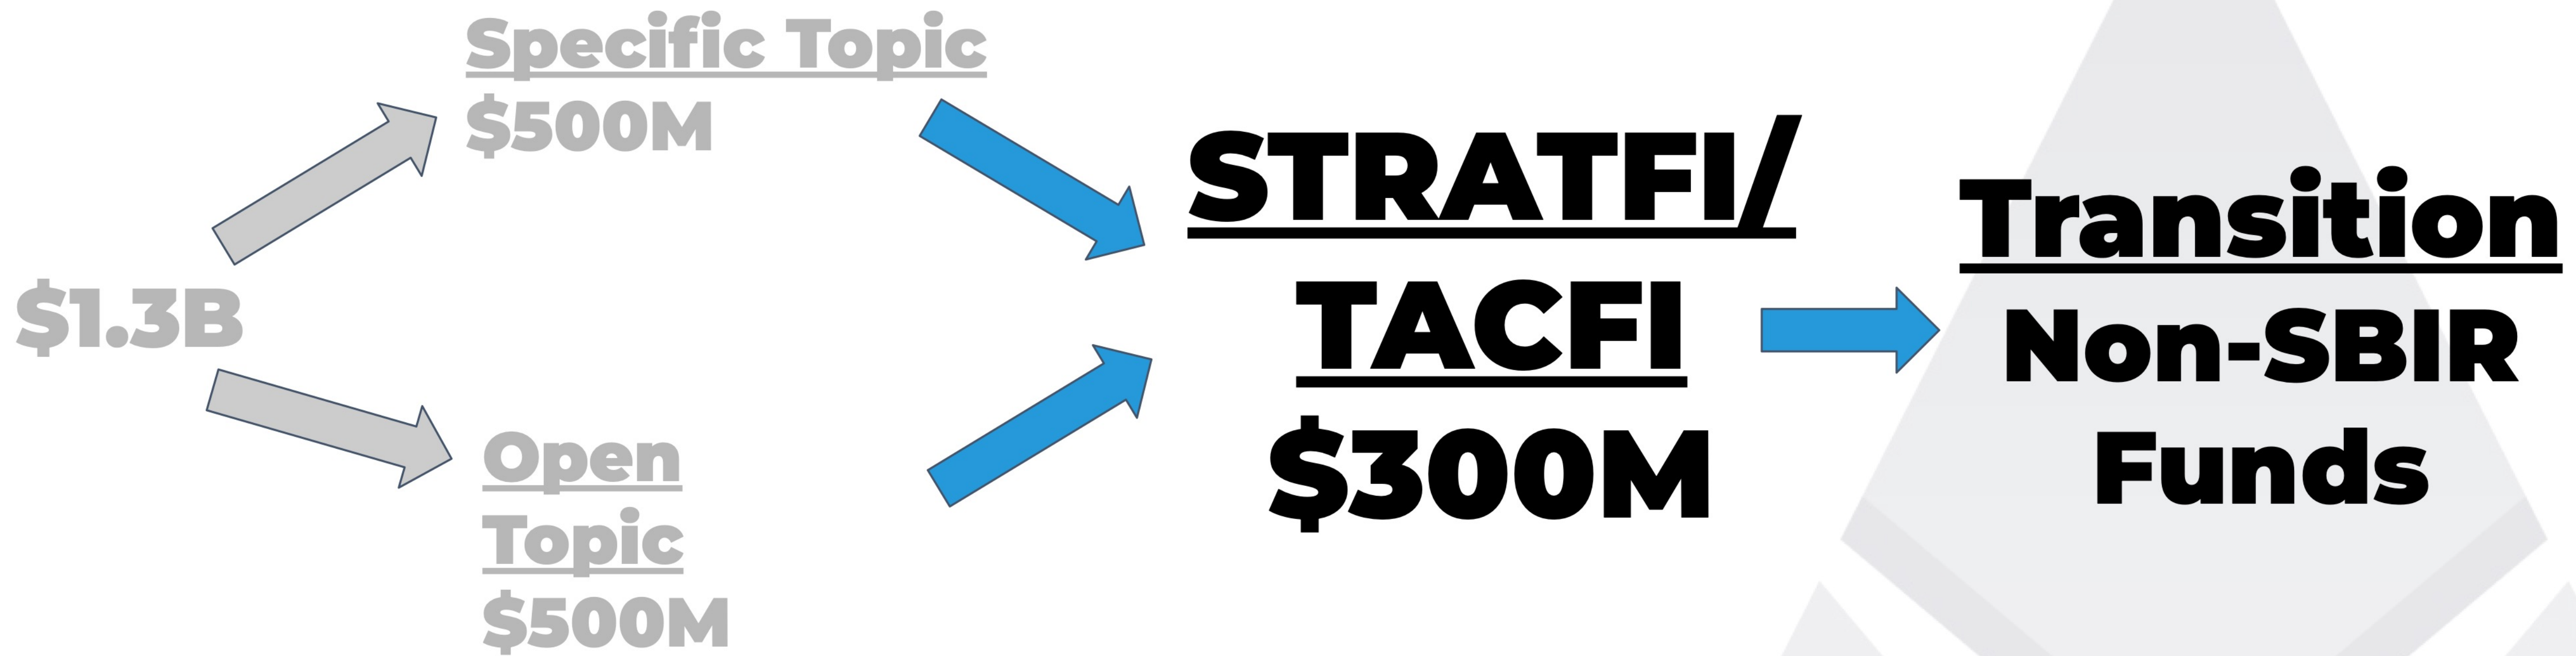 $1.3B
Specific Topic
$500M
Open
Topic
$500M
STRATFI/
TACFI
$300M
Transition
Non-SBIR
Funds